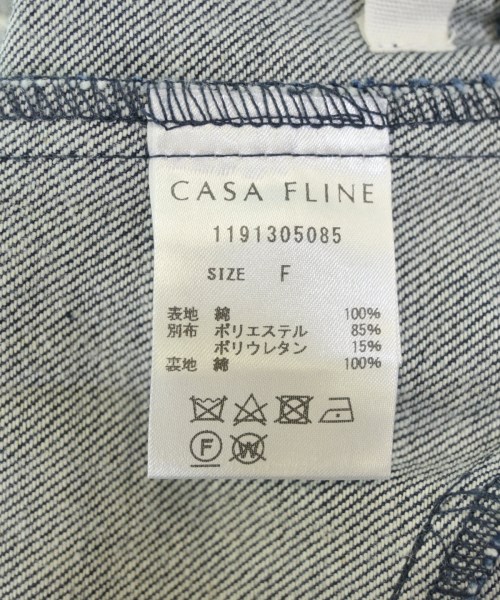 CASA FLINE
1191305085
SIZE F
表地 綿 100%
別布 ポリエステル 85%
ポリウレタン 15%
裏地 綿 100%
F W